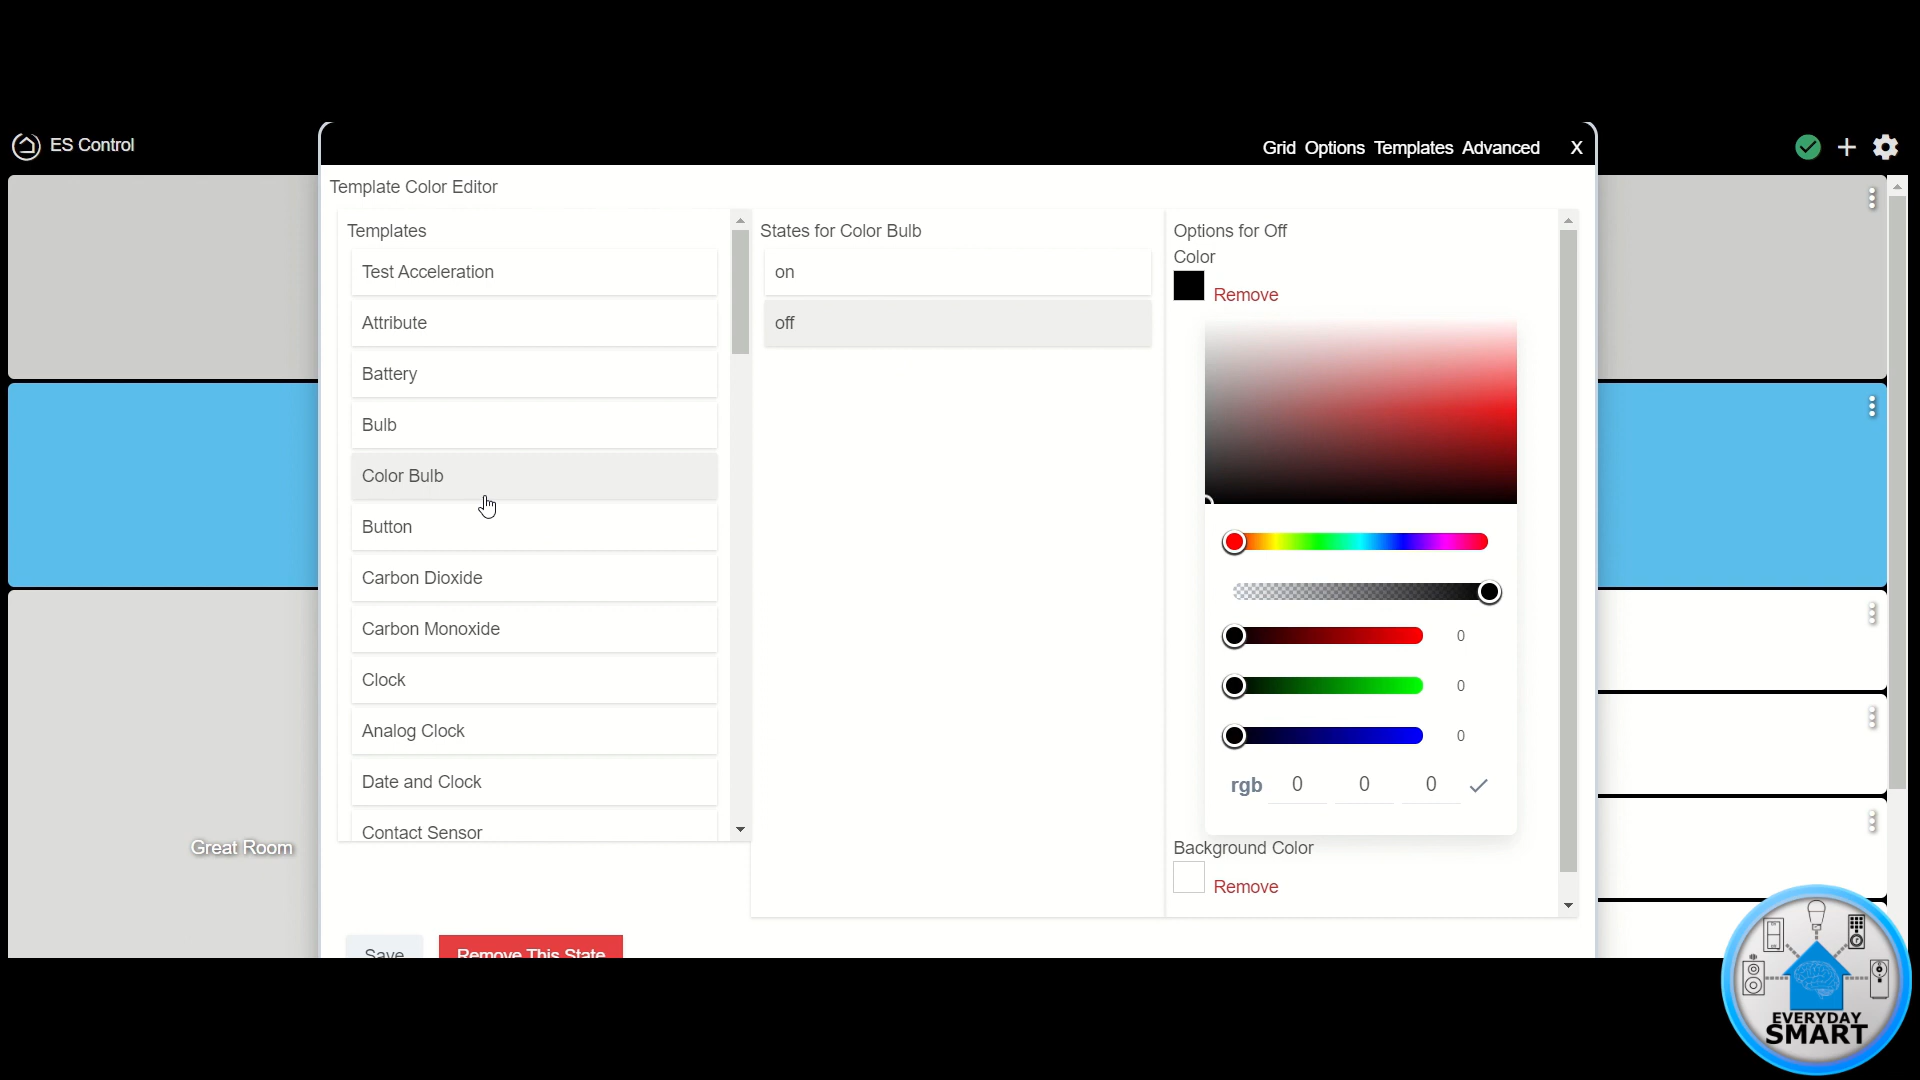 ES Control
Grid Options Templates Advanced X
Template Color Editor
Templates
Test Acceleration
Attribute
Battery
Bulb
Color Bulb
Button
Carbon Dioxide
Carbon Monoxide
Clock
Analog Clock
Date and Clock
Contact Sensor
States for Color Bulb
on
off
Options for Off
Color
Remove
0
0
0
rgb 0 0 0
Background Color
Remove
Save
Remove This State
Great Room
EVERYDAY
SMART